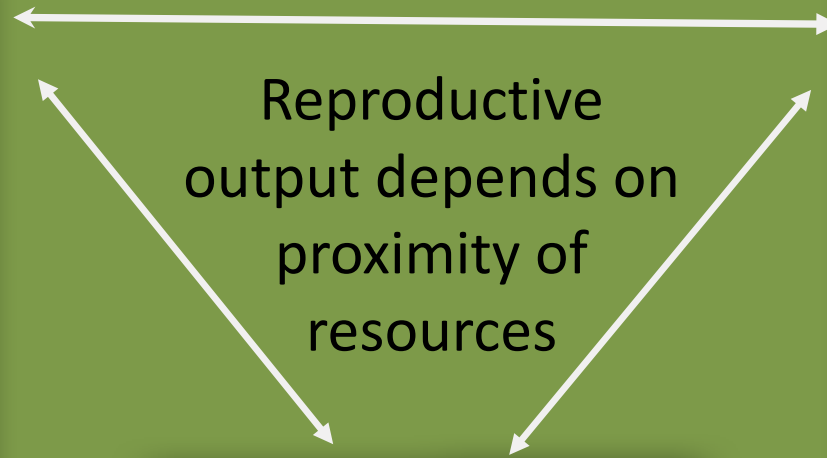 Reproductive
output depends on
proximity of
resources